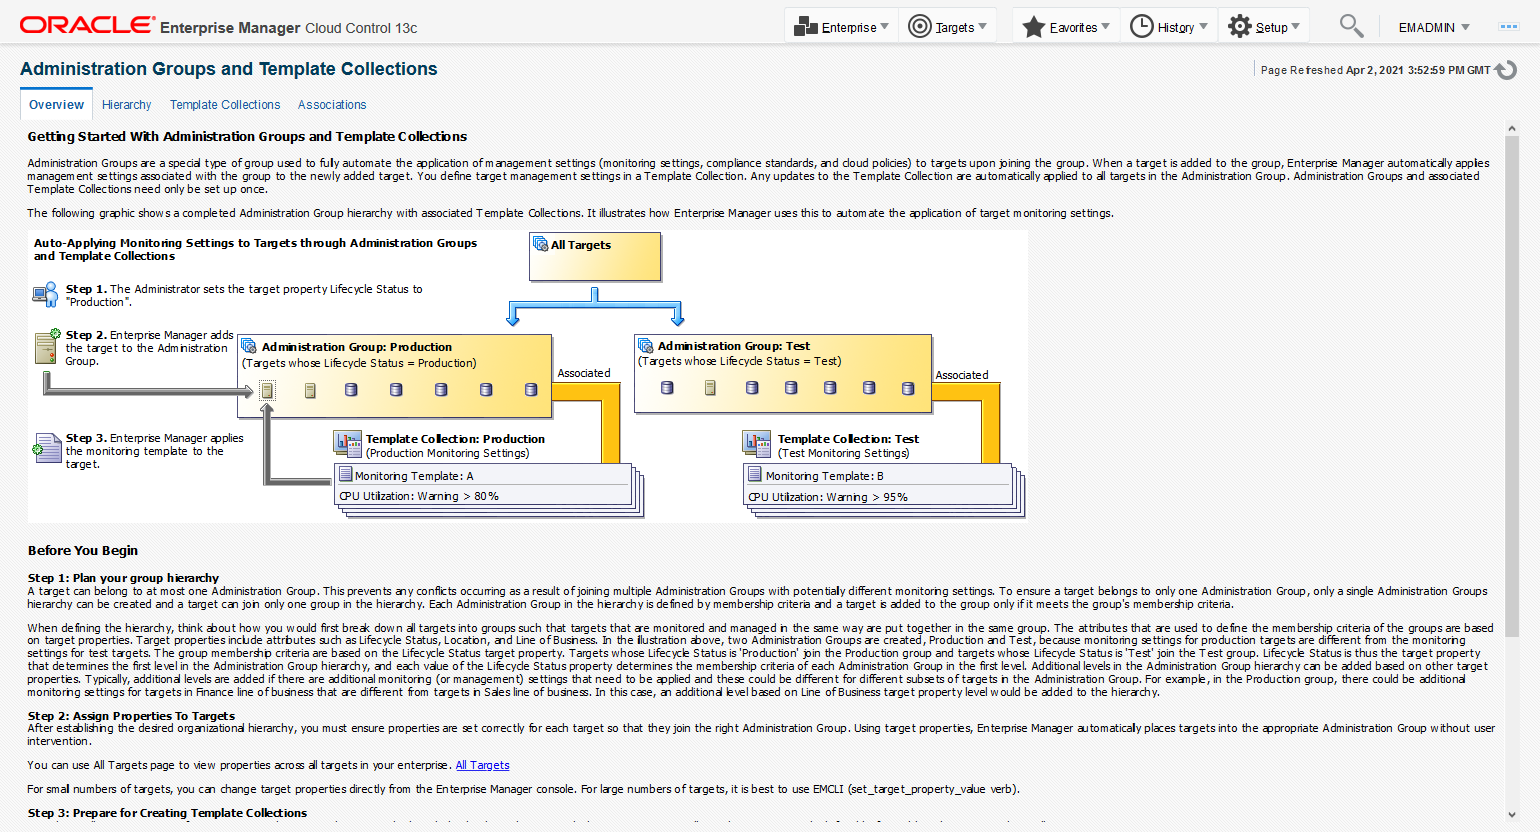 ORACLE Enterprise Manager Cloud Control 13c
Enterprise Targets Favorites History Setup EMADMIN
Administration Groups and Template Collections
Page Refreshed Apr 2, 2021 3:52:59 PM GMT
Overview Hierarchy Template Collections Associations
Getting Started With Administration Groups and Template Collections
Administration Groups are a special type of group used to fully automate the application of management settings (monitoring settings, compliance standards, and cloud policies) to targets upon joining the group. When a target is added to the group, Enterprise Manager automatically applies
management settings associated with the group to the newly added target. You define target management settings in a Template Collection. Any updates to the Template Collection are automatically applied to all targets in the Administration Group. Administration Groups and associated
Template Collections need only be set up once.
The following graphic shows a completed Administration Group hierarchy with associated Template Collections. It illustrates how Enterprise Manager uses this to automate the application of target monitoring settings.
Auto-Applying Monitoring Settings to Targets through Administration Groups
and Template Collections
All Targets
Step 1. The Administrator sets the target property Lifecycle Status to
"Production".
Step 2. Enterprise Manager adds
the target to the Administration
Group.
Administration Group: Production
(Targets whose Lifecycle Status = Production)
Associated
Administration Group: Test
(Targets whose Lifecycle Status = Test)
Associated
Step 3. Enterprise Manager applies
the monitoring template to the
target.
Template Collection: Production
(Production Monitoring Settings)
Monitoring Template: A
CPU Utilization: Warning > 80%
Template Collection: Test
(Test Monitoring Settings)
Monitoring Template: B
CPU Utilization: Warning > 95%
Before You Begin
Step 1: Plan your group hierarchy
A target can belong to at most one Administration Group. This prevents any conflicts occurring as a result of joining multiple Administration Groups with potentially different monitoring settings. To ensure a target belongs to only one Administration Group, only a single Administration Groups
hierarchy can be created and a target can join only one group in the hierarchy. Each Administration Group in the hierarchy is defined by membership criteria and a target is added to the group only if it meets the group's membership criteria.
When defining the hierarchy, think about how you would first break down all targets into groups such that targets that are monitored and managed in the same way are put together in the same group. The attributes that are used to define the membership criteria of the groups are based
on target properties. Target properties include attributes such as Lifecycle Status, Location, and Line of Business. In the illustration above, two Administration Groups are created, Production and Test, because monitoring settings for production targets are different from the monitoring
settings for test targets. The group membership criteria are based on the Lifecycle Status target property. Targets whose Lifecycle Status is 'Production' join the Production group and targets whose Lifecycle Status is 'Test' join the Test group. Lifecycle Status is thus the target property
that determines the first level in the Administration Group hierarchy, and each value of the Lifecycle Status property determines the membership criteria of each Administration Group in the first level. Additional levels in the Administration Group hierarchy can be added based on other target
properties. Typically, additional levels are added if there are additional monitoring (or management) settings that need to be applied and these could be different for different subsets of targets in the Administration Group. For example, in the Production group, there could be additional
monitoring settings for targets in Finance line of business that are different from targets in Sales line of business. In this case, an additional level based on Line of Business target property level would be added to the hierarchy.
Step 2: Assign Properties To Targets
After establishing the desired organizational hierarchy, you must ensure properties are set correctly for each target so that they join the right Administration Group. Using target properties, Enterprise Manager automatically places targets into the appropriate Administration Group without user
intervention.
You can use All Targets page to view properties across all targets in your enterprise. All Targets
For small numbers of targets, you can change target properties directly from the Enterprise Manager console. For large numbers of targets, it is best to use EMCLI (set_target_property_value verb).
Step 3: Prepare for Creating Template Collections